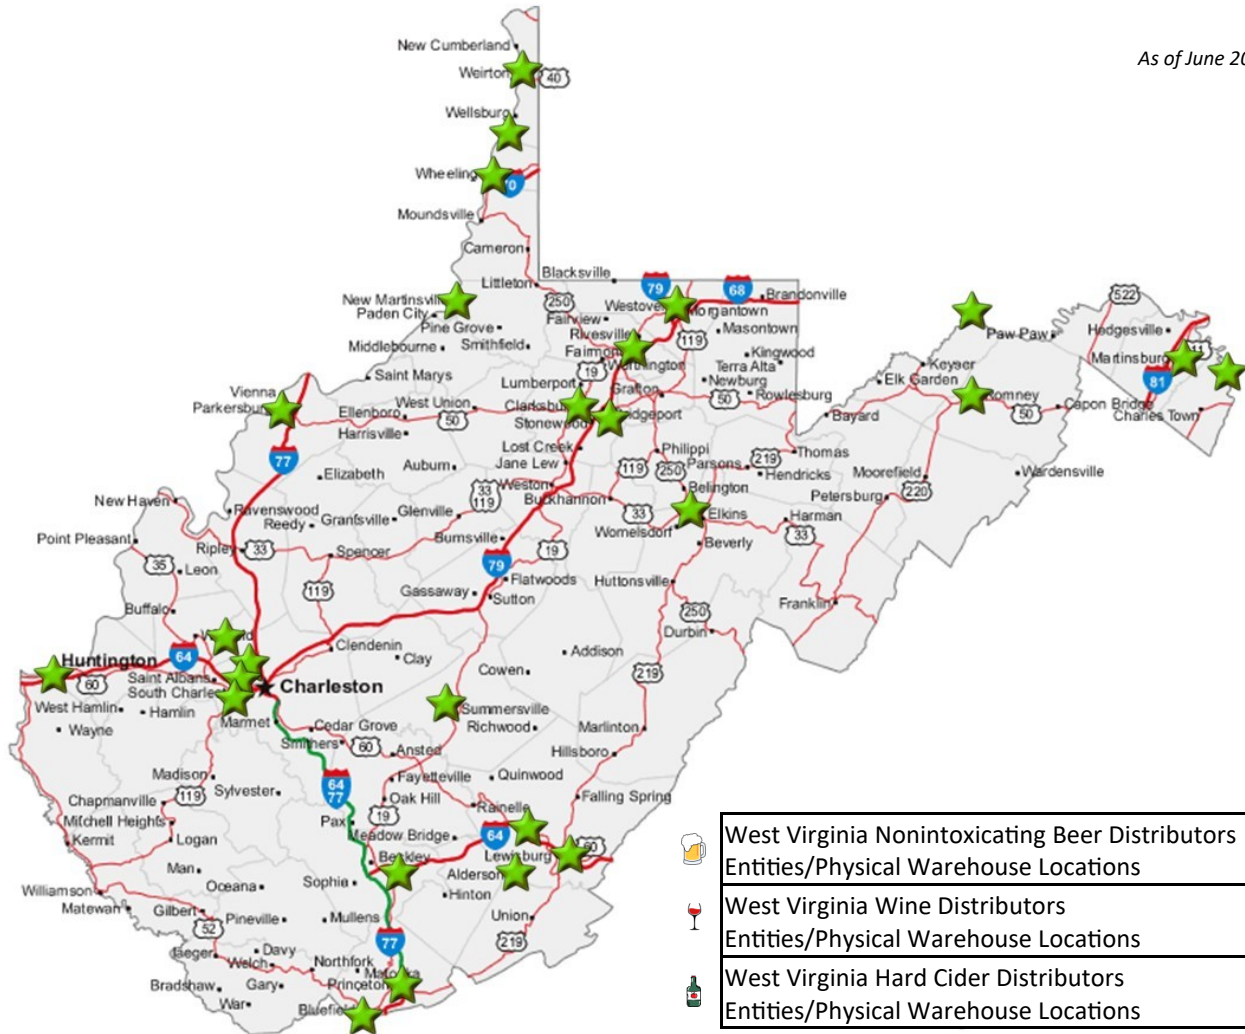 New Cumberland
As of June 20
Weirton
40
Wellsburg
Wheeling
70
Moundsville
Cameron
Littleton
Blacksville
79
68
Brandonville
New Martinsvill
250
Westover
Morgantown
522
Paden City
Fairview
Pine Grove
Rivesville
119
Masontown
Paw Paw
Hedgesville
Middlebourne
Smithfield
Fairmon
Worthington
Kingwood
Martinsburg
11
19
Terra Alta
Keyser
Saint Marys
Lumberport
Newburg
Elk Garden
81
Vienna
Grafton
Rowlesburg
Romney
Parkersbur
Ellenboro
West Union
50
Clarksbur
Bridgeport
50
Bayard
50
Capon Bridge
Charles Town
Harrisville
Stonewood
77
Lost Creek
Philippi
219
Thomas
Auburn
Jane Lew
119
250
Parsons
Hendricks
Moorefield
Wardensville
Elizabeth
33
119
Weston
Belington
220
New Haven
Ravenswood
Glenville
Buckhannon
33
Petersburg
Reedy
Grantsville
Elkins
Harman
Womelsdorf
33
Point Pleasant
Burnsville
19
Beverly
Ripley
33
Spencer
35
Leon
79
Flatwoods
Huttonsville
119
Gassaway
Sutton
Franklin
Buffalo
250
Durbin
Clendenin
Addison
Huntington
64
Clay
Cowen
219
60
Saint Albans
Charleston
South Charles
West Hamlin
Hamlin
Summersville
Wayne
Marmet
Cedar Grove
Richwood
Marlinton
Smithers
60
Ansted
Hillsboro
Madison
64
77
Fayetteville
Quinwood
Sylvester
Chapmanville
119
Oak Hill
Rainelle
Falling Spring
Mitchell Heights
Pax
19
Kermit
Logan
Meadow Bridge
64
60
Man
Beckley
Lewisburg
Sophie
Alderson
Oceana
Hinton
Williamson
Matewan
Gilbert
Pineville
Mullens
Union
52
77
219
Iaeger
Davy
Welch
Northfork
Matoaka
Bradshaw
Gary
Princeton
War
Bluefield
West Virginia Nonintoxicating Beer Distributors
Entities/Physical Warehouse Locations
West Virginia Wine Distributors
Entities/Physical Warehouse Locations
West Virginia Hard Cider Distributors
Entities/Physical Warehouse Locations